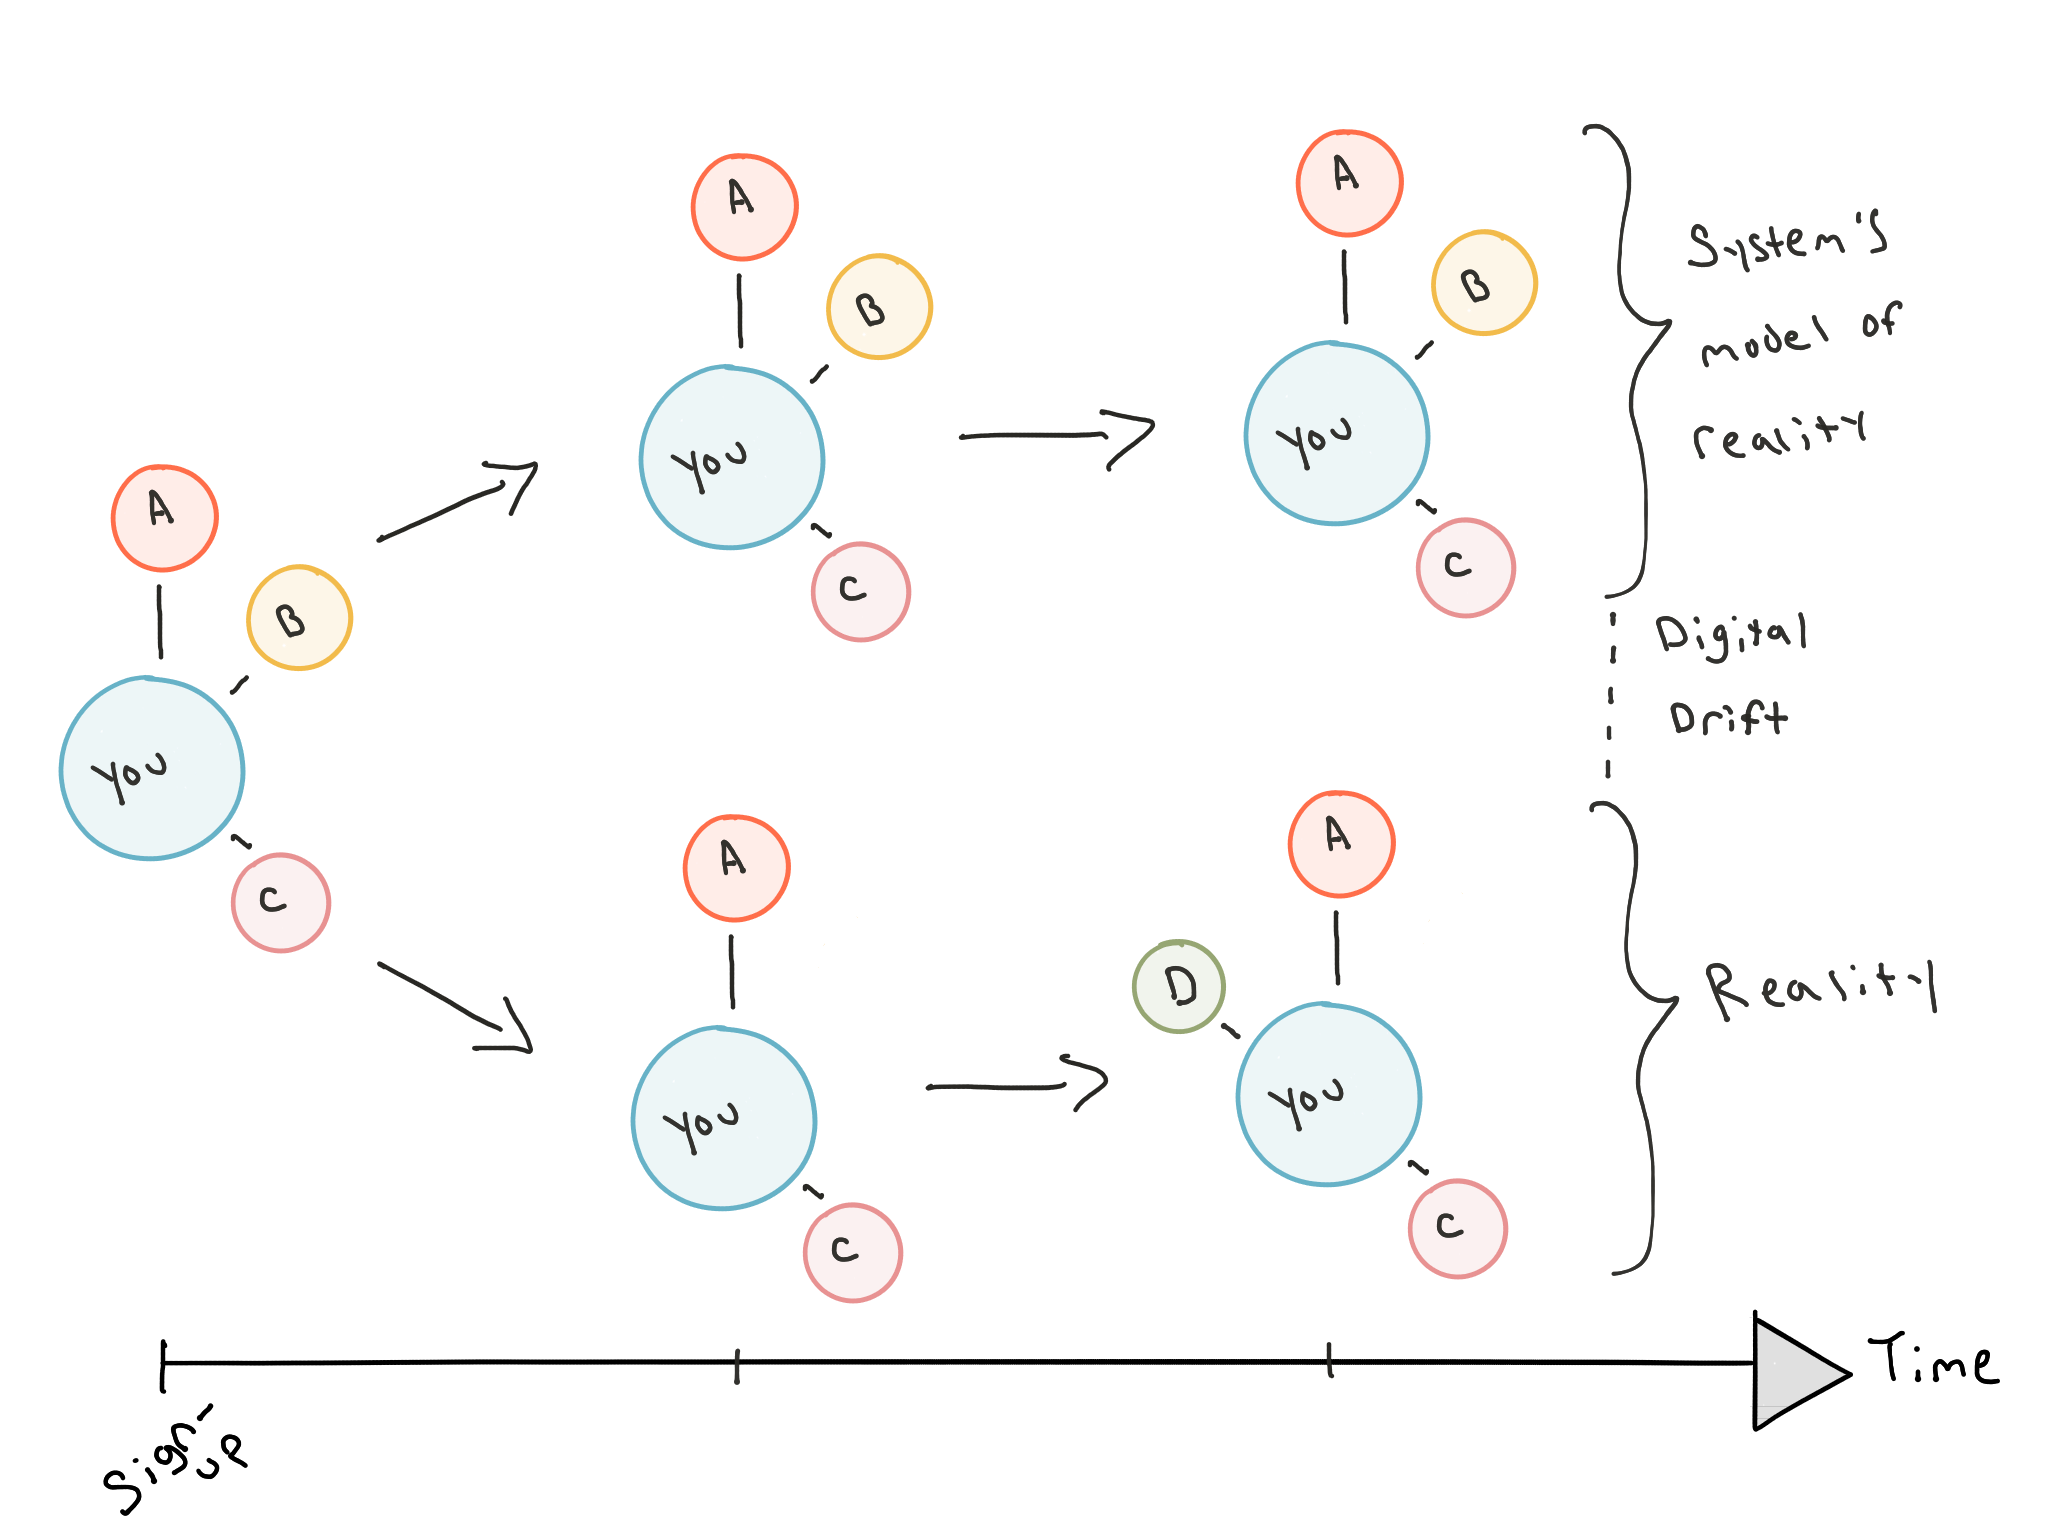 A
B
You
C
A
B
You
C
A
B
You
C
System's
model of
reality
Digital
Drift
A
You
C
A
D
You
C
Reality
Sign-
up
Time